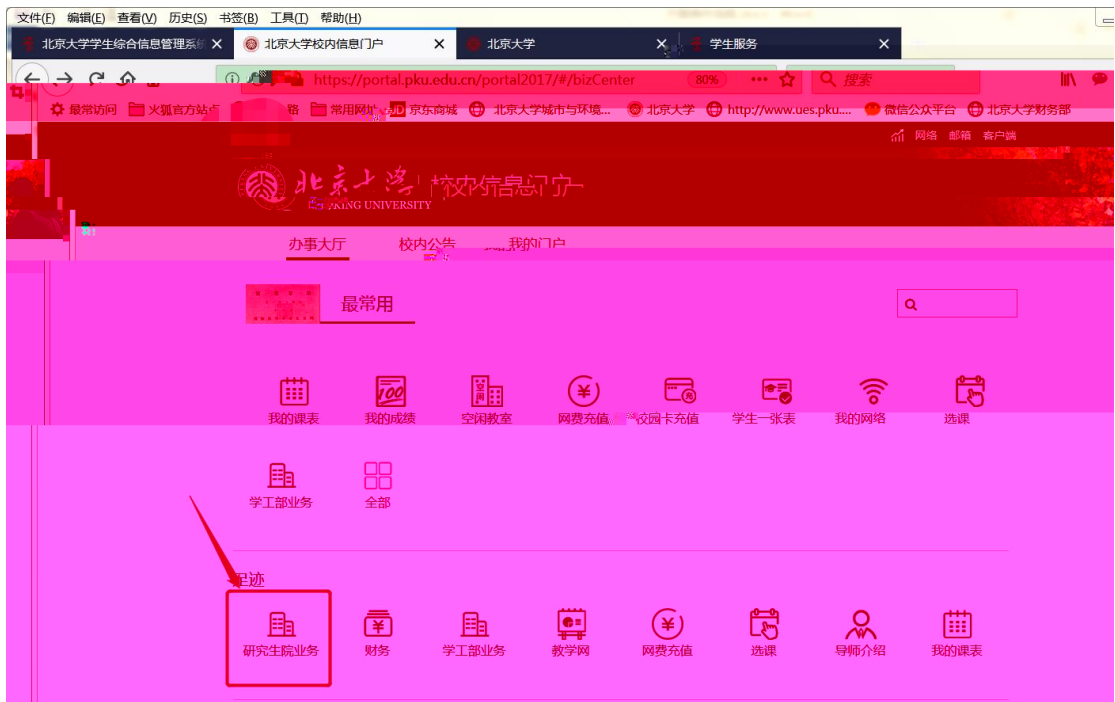 文件(F) 编辑(E) 查看(V) 历史(S) 书签(B) 工具(T) 帮助(H)
北京大学学生综合信息管理系统 北京大学校内信息门户 北京大学 学生服务
https://portal.pku.edu.cn/portal2017/#/bizCenter 80% 搜索
最常访问 火狐官方站点 常用网址 JD 京东商城 北京大学城市与环境... 北京大学 http://www.ues.pku.... 微信公众平台 北京大学财务部
网络 邮箱 客户端
北京大学 校内信息门户
PEKING UNIVERSITY
办事大厅 校内公告 我的门户
最常用
我的课表 我的成绩 空闲教室 网费充值 校园卡充值 学生一张表 我的网络 选课
学工部业务 全部
足迹
研究生院业务 财务 学工部业务 教学网 网费充值 选课 导师介绍 我的课表